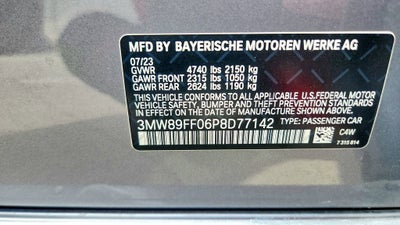 MFD BY BAYERISCHE MOTOREN WERKE AG
07/23
GVWR 4740 lbs 2150 kg
GAWR FRONT 2315 lbs 1050 kg
GAWR REAR 2624 lbs 1190 kg
THIS VEHICLE CONFORMS TO ALL APPLICABLE U.S.FEDERAL MOTOR
VEHICLE SAFETY, BUMPER AND THEFT PREVENTION STANDARDS
IN EFFECT ON THE DATE OF MANUFACTURE SHOWN ABOVE.
3MW89FF06P8D77142 PASSENGER CAR
C4W
7 315 614